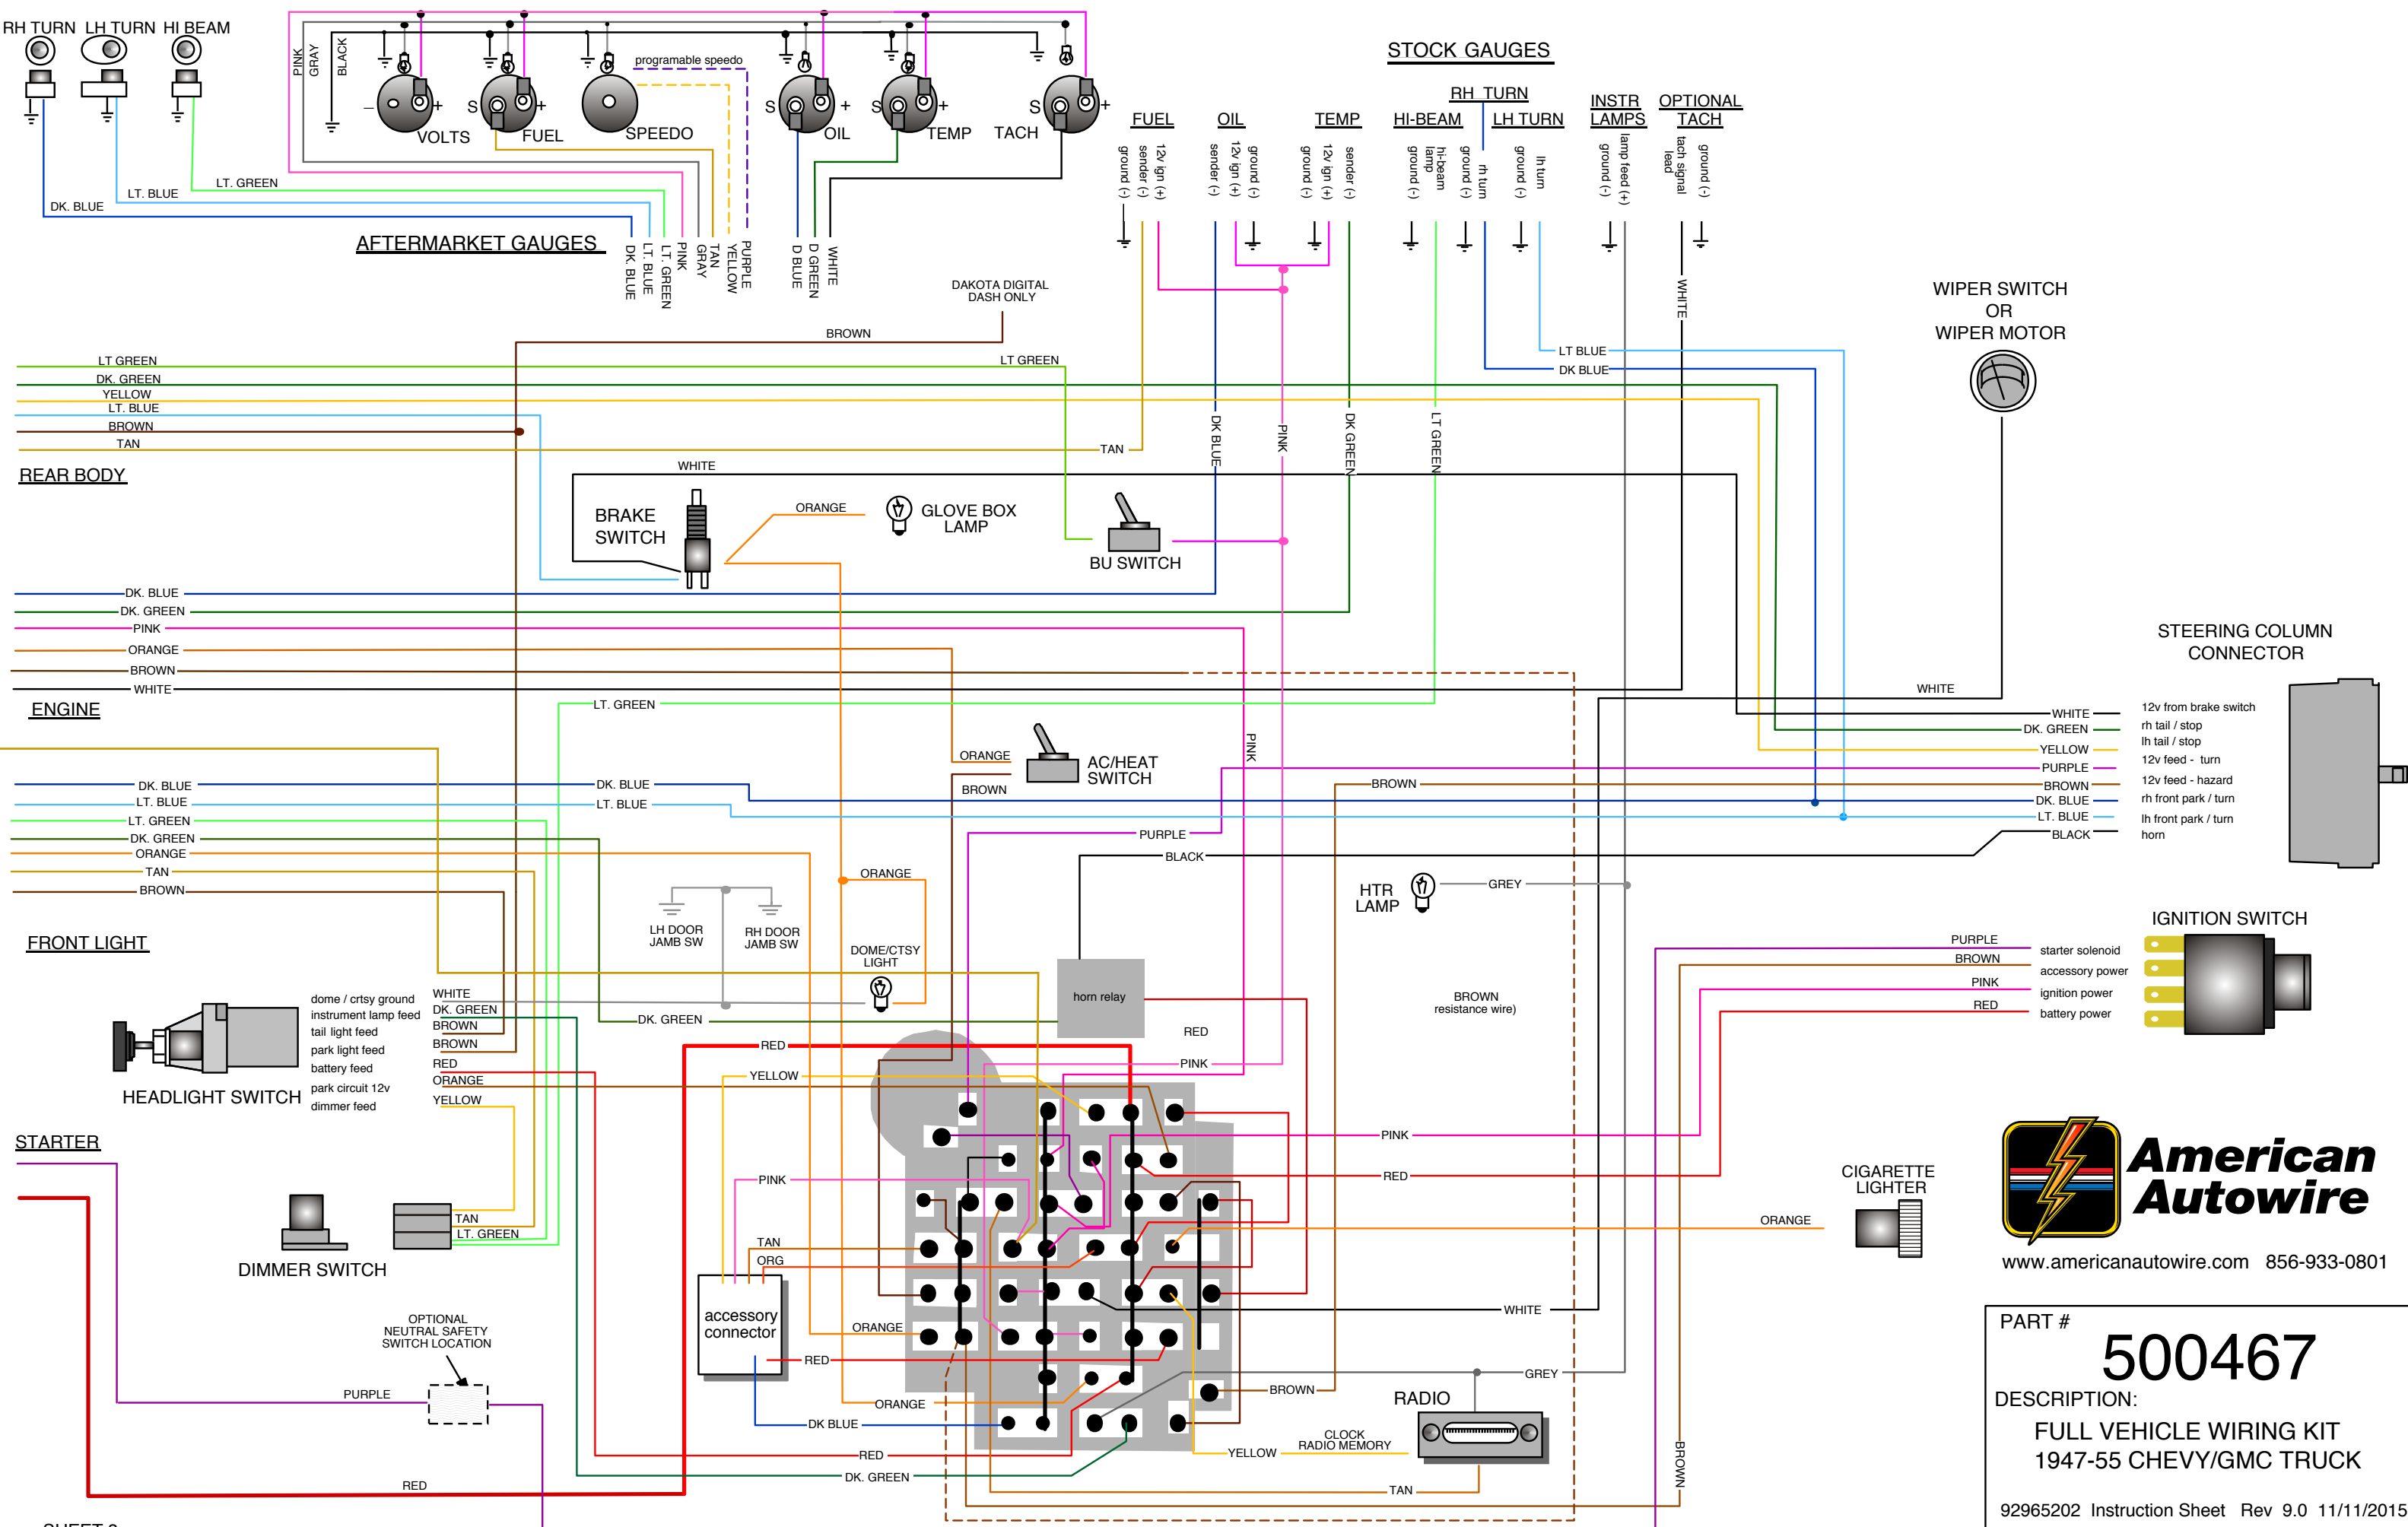 RH TURN LH TURN HI BEAM
PINK
GRAY
BLACK
programable speedo
VOLTS
S
+
FUEL
SPEEDO
S
+
OIL
S
+
TEMP
TACH
S
+
–
+
DK. BLUE
LT. BLUE
LT. GREEN
AFTERMARKET GAUGES
DK. BLUE
LT. BLUE
LT. GREEN
PINK
GRAY
TAN
YELLOW
PURPLE
D BLUE
D GREEN
WHITE
STOCK GAUGES
FUEL
ground (-)
sender (-)
12v ign (+)
OIL
sender (-)
12v ign (+)
ground (-)
TEMP
ground (-)
12v ign (+)
sender (-)
HI-BEAM
ground (-)
hi-beam
lamp
RH TURN
ground (-)
rh turn
LH TURN
ground (-)
lh turn
INSTR
LAMPS
ground (-)
lamp feed (+)
OPTIONAL
TACH
tach signal
lead
ground (-)
WHITE
DAKOTA DIGITAL
DASH ONLY
BROWN
WIPER SWITCH
OR
WIPER MOTOR
LT BLUE
DK BLUE
LT GREEN
LT GREEN
DK. GREEN
YELLOW
LT. BLUE
BROWN
TAN
TAN
REAR BODY
DK BLUE
PINK
DK GREEN
LT GREEN
WHITE
BRAKE
SWITCH
ORANGE
GLOVE BOX
LAMP
BU SWITCH
DK. BLUE
DK. GREEN
PINK
ORANGE
BROWN
WHITE
ENGINE
LT. GREEN
PINK
ORANGE
BROWN
AC/HEAT
SWITCH
WHITE
STEERING COLUMN
CONNECTOR
WHITE
12v from brake switch
DK. GREEN
rh tail / stop
YELLOW
lh tail / stop
PURPLE
12v feed - turn
BROWN
12v feed - hazard
DK. BLUE
rh front park / turn
LT. BLUE
lh front park / turn
BLACK
horn
DK. BLUE
DK. BLUE
BROWN
LT. BLUE
LT. BLUE
LT. GREEN
DK. GREEN
ORANGE
TAN
BROWN
FRONT LIGHT
PURPLE
BLACK
ORANGE
LH DOOR
JAMB SW
RH DOOR
JAMB SW
DOME/CTSY
LIGHT
HTR
LAMP
GREY
horn relay
BROWN
resistance wire)
RED
IGNITION SWITCH
PURPLE
starter solenoid
BROWN
accessory power
PINK
ignition power
RED
battery power
HEADLIGHT SWITCH
dome / crtsy ground
WHITE
instrument lamp feed
DK. GREEN
tail light feed
BROWN
park light feed
BROWN
battery feed
RED
park circuit 12v
ORANGE
dimmer feed
YELLOW
DK. GREEN
RED
PINK
YELLOW
STARTER
PINK
PINK
RED
CIGARETTE
LIGHTER
ORANGE
American
Autowire
www.americanautowire.com 856-933-0801
TAN
LT. GREEN
DIMMER SWITCH
TAN
ORG
accessory
connector
OPTIONAL
NEUTRAL SAFETY
SWITCH LOCATION
PURPLE
ORANGE
RED
WHITE
GREY
BROWN
RADIO
ORANGE
DK BLUE
CLOCK
RADIO MEMORY
YELLOW
RED
DK. GREEN
RED
TAN
BROWN
PART #
500467
DESCRIPTION:
FULL VEHICLE WIRING KIT
1947-55 CHEVY/GMC TRUCK
92965202 Instruction Sheet Rev 9.0 11/11/2015